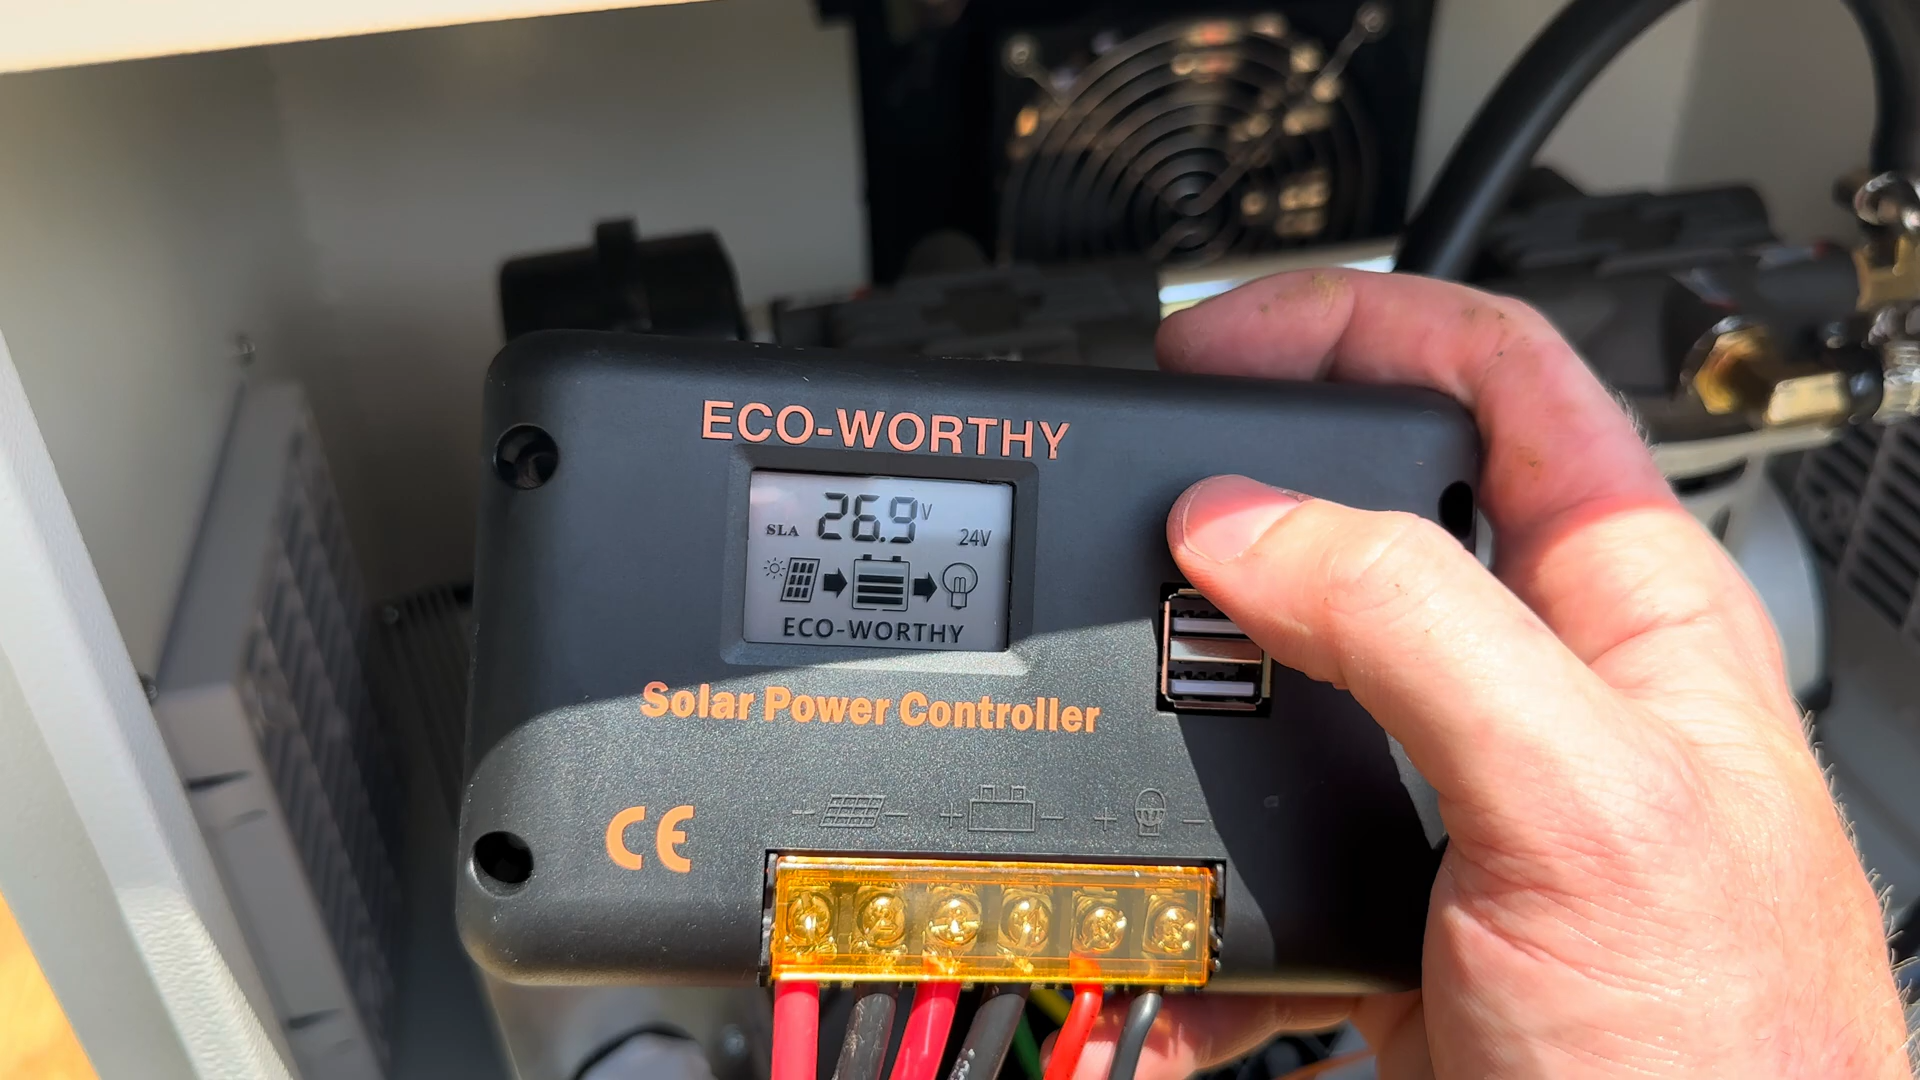 ECO-WORTHY
26.9V
SLA
24V
ECO-WORTHY
Solar Power Controller
CE
+ - + - + -